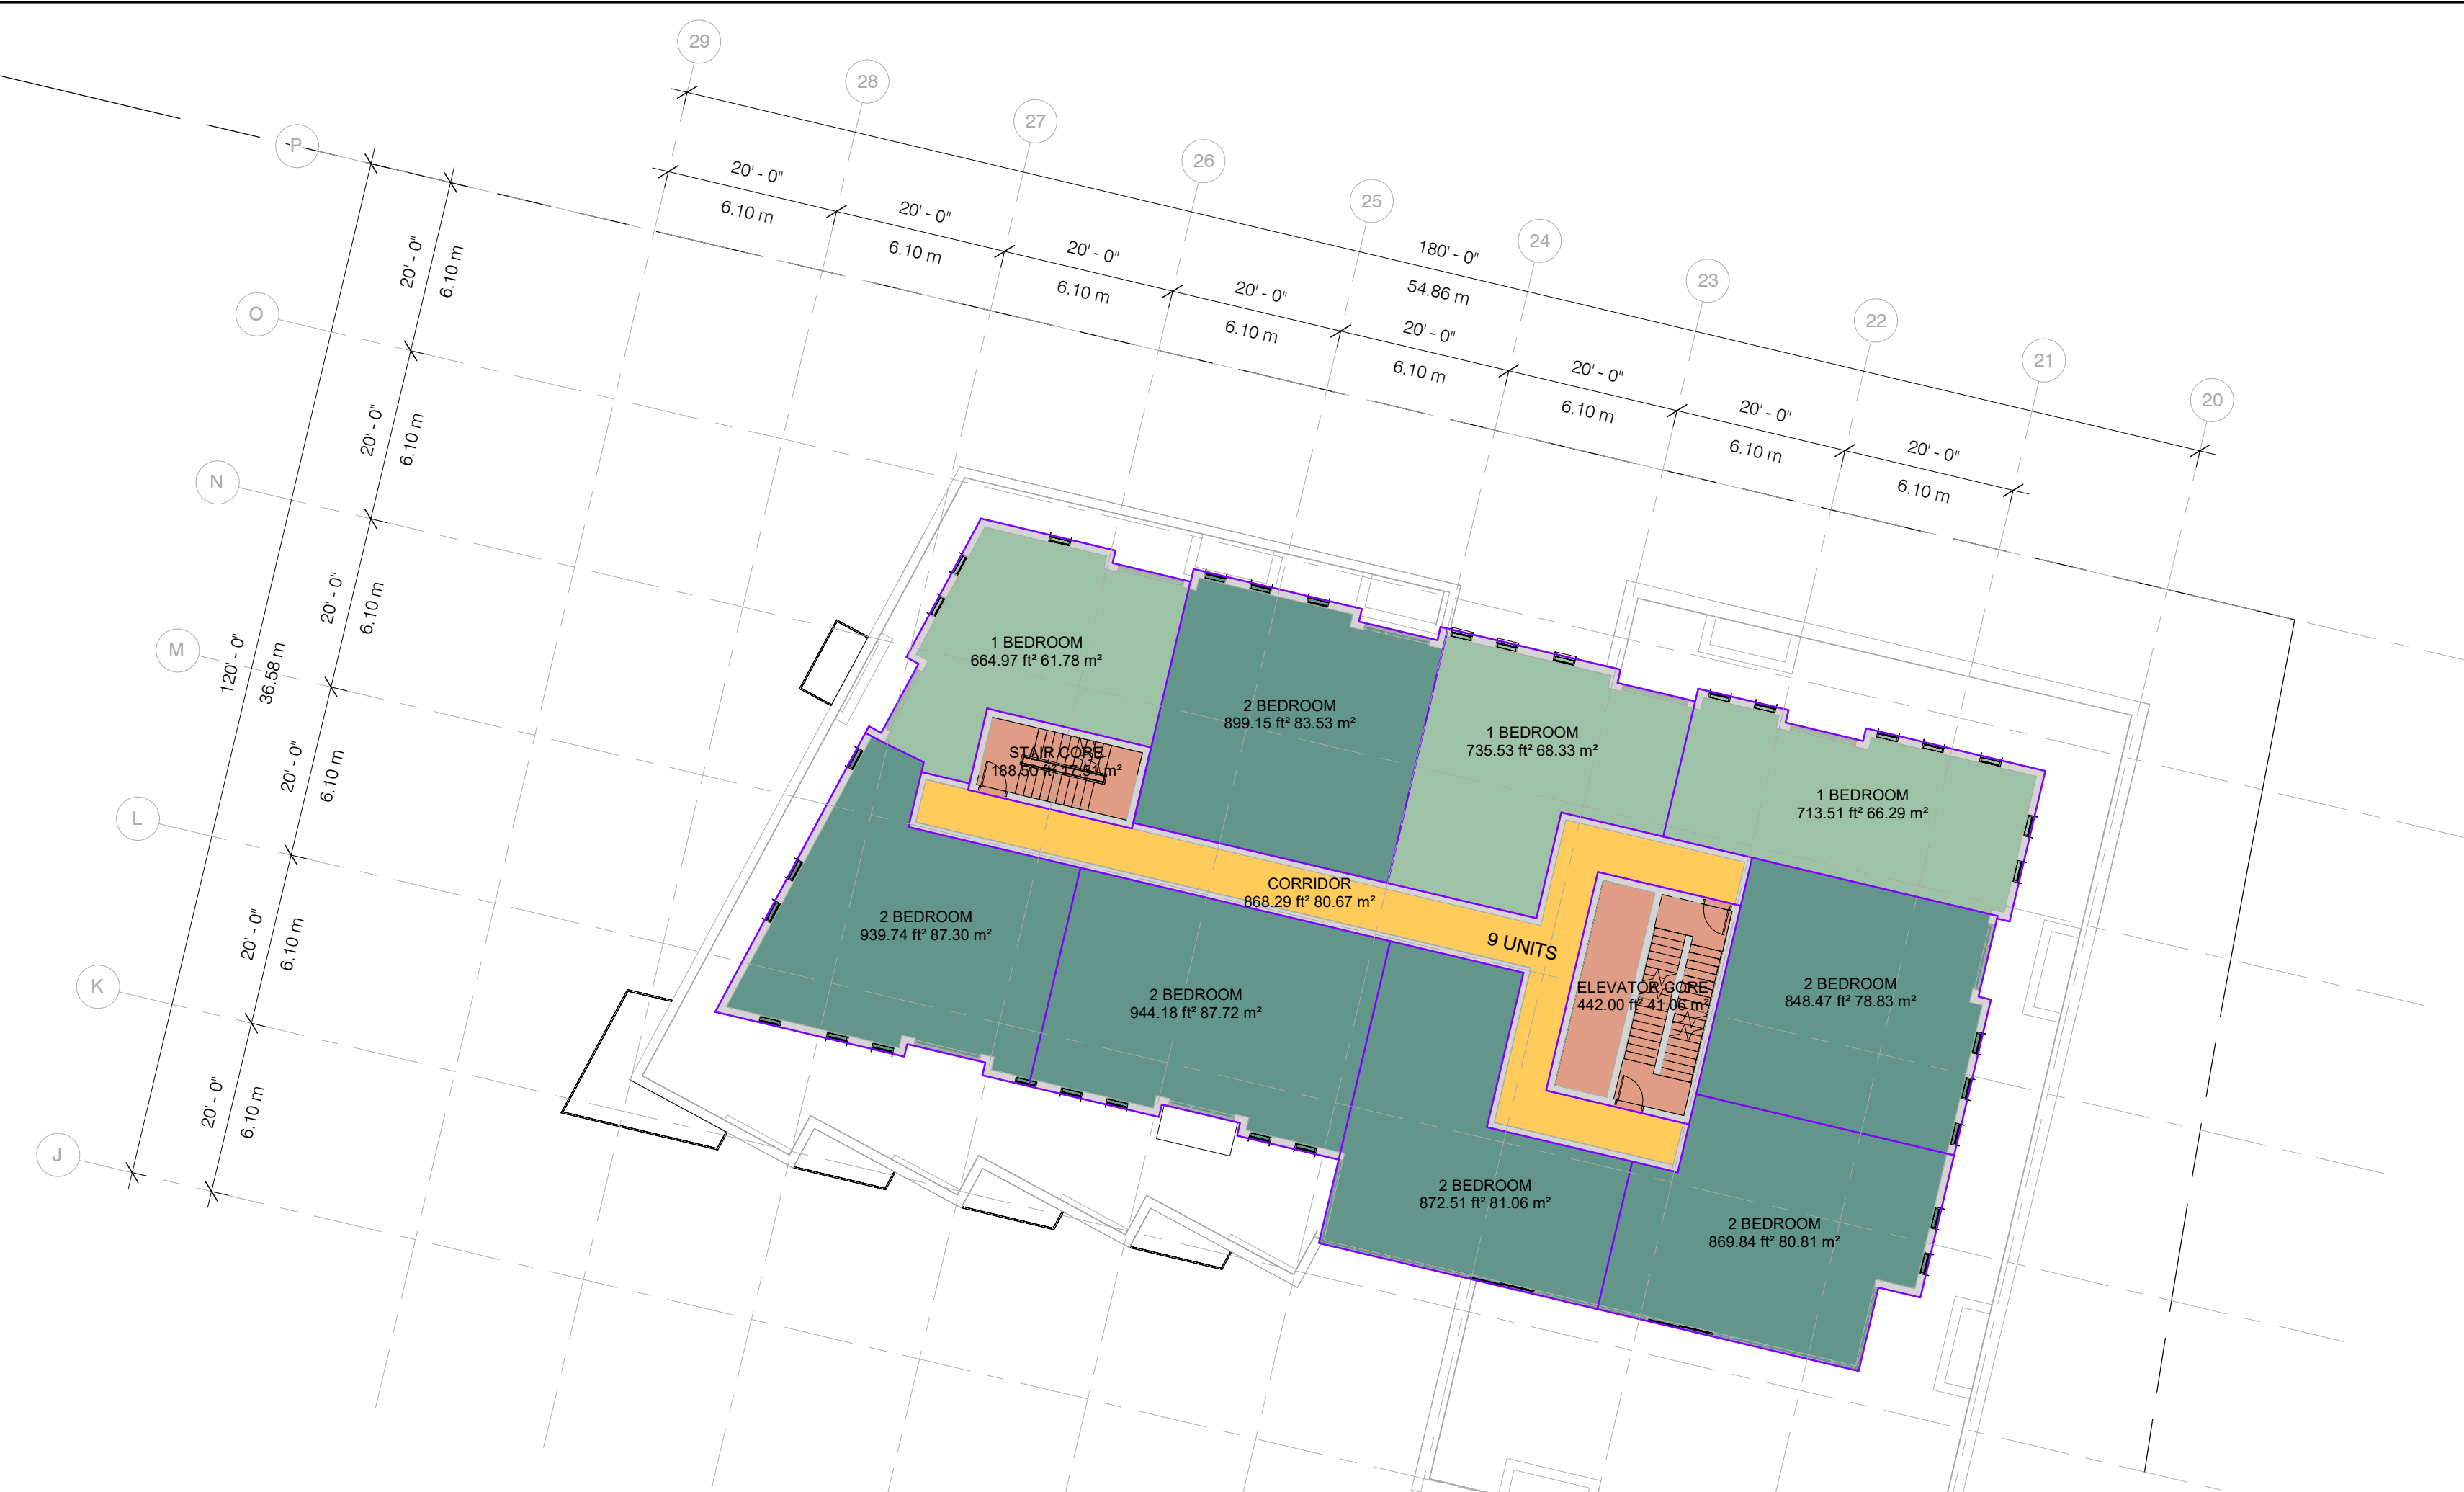 29
28
27
26
25
24
23
22
21
20
P
O
N
M
L
K
J
20' - 0"
6.10 m
20' - 0"
6.10 m
20' - 0"
6.10 m
20' - 0"
6.10 m
20' - 0"
6.10 m
20' - 0"
6.10 m
20' - 0"
6.10 m
20' - 0"
6.10 m
180' - 0"
54.86 m
20' - 0"
6.10 m
20' - 0"
6.10 m
20' - 0"
6.10 m
20' - 0"
6.10 m
20' - 0"
6.10 m
20' - 0"
6.10 m
120' - 0"
36.58 m
1 BEDROOM
664.97 ft² 61.78 m²
2 BEDROOM
899.15 ft² 83.53 m²
1 BEDROOM
735.53 ft² 68.33 m²
1 BEDROOM
713.51 ft² 66.29 m²
STAIR CORE
188.50 ft² 17.51 m²
CORRIDOR
868.29 ft² 80.67 m²
9 UNITS
2 BEDROOM
939.74 ft² 87.30 m²
2 BEDROOM
944.18 ft² 87.72 m²
ELEVATOR CORE
442.00 ft² 41.06 m²
2 BEDROOM
848.47 ft² 78.83 m²
2 BEDROOM
872.51 ft² 81.06 m²
2 BEDROOM
869.84 ft² 80.81 m²